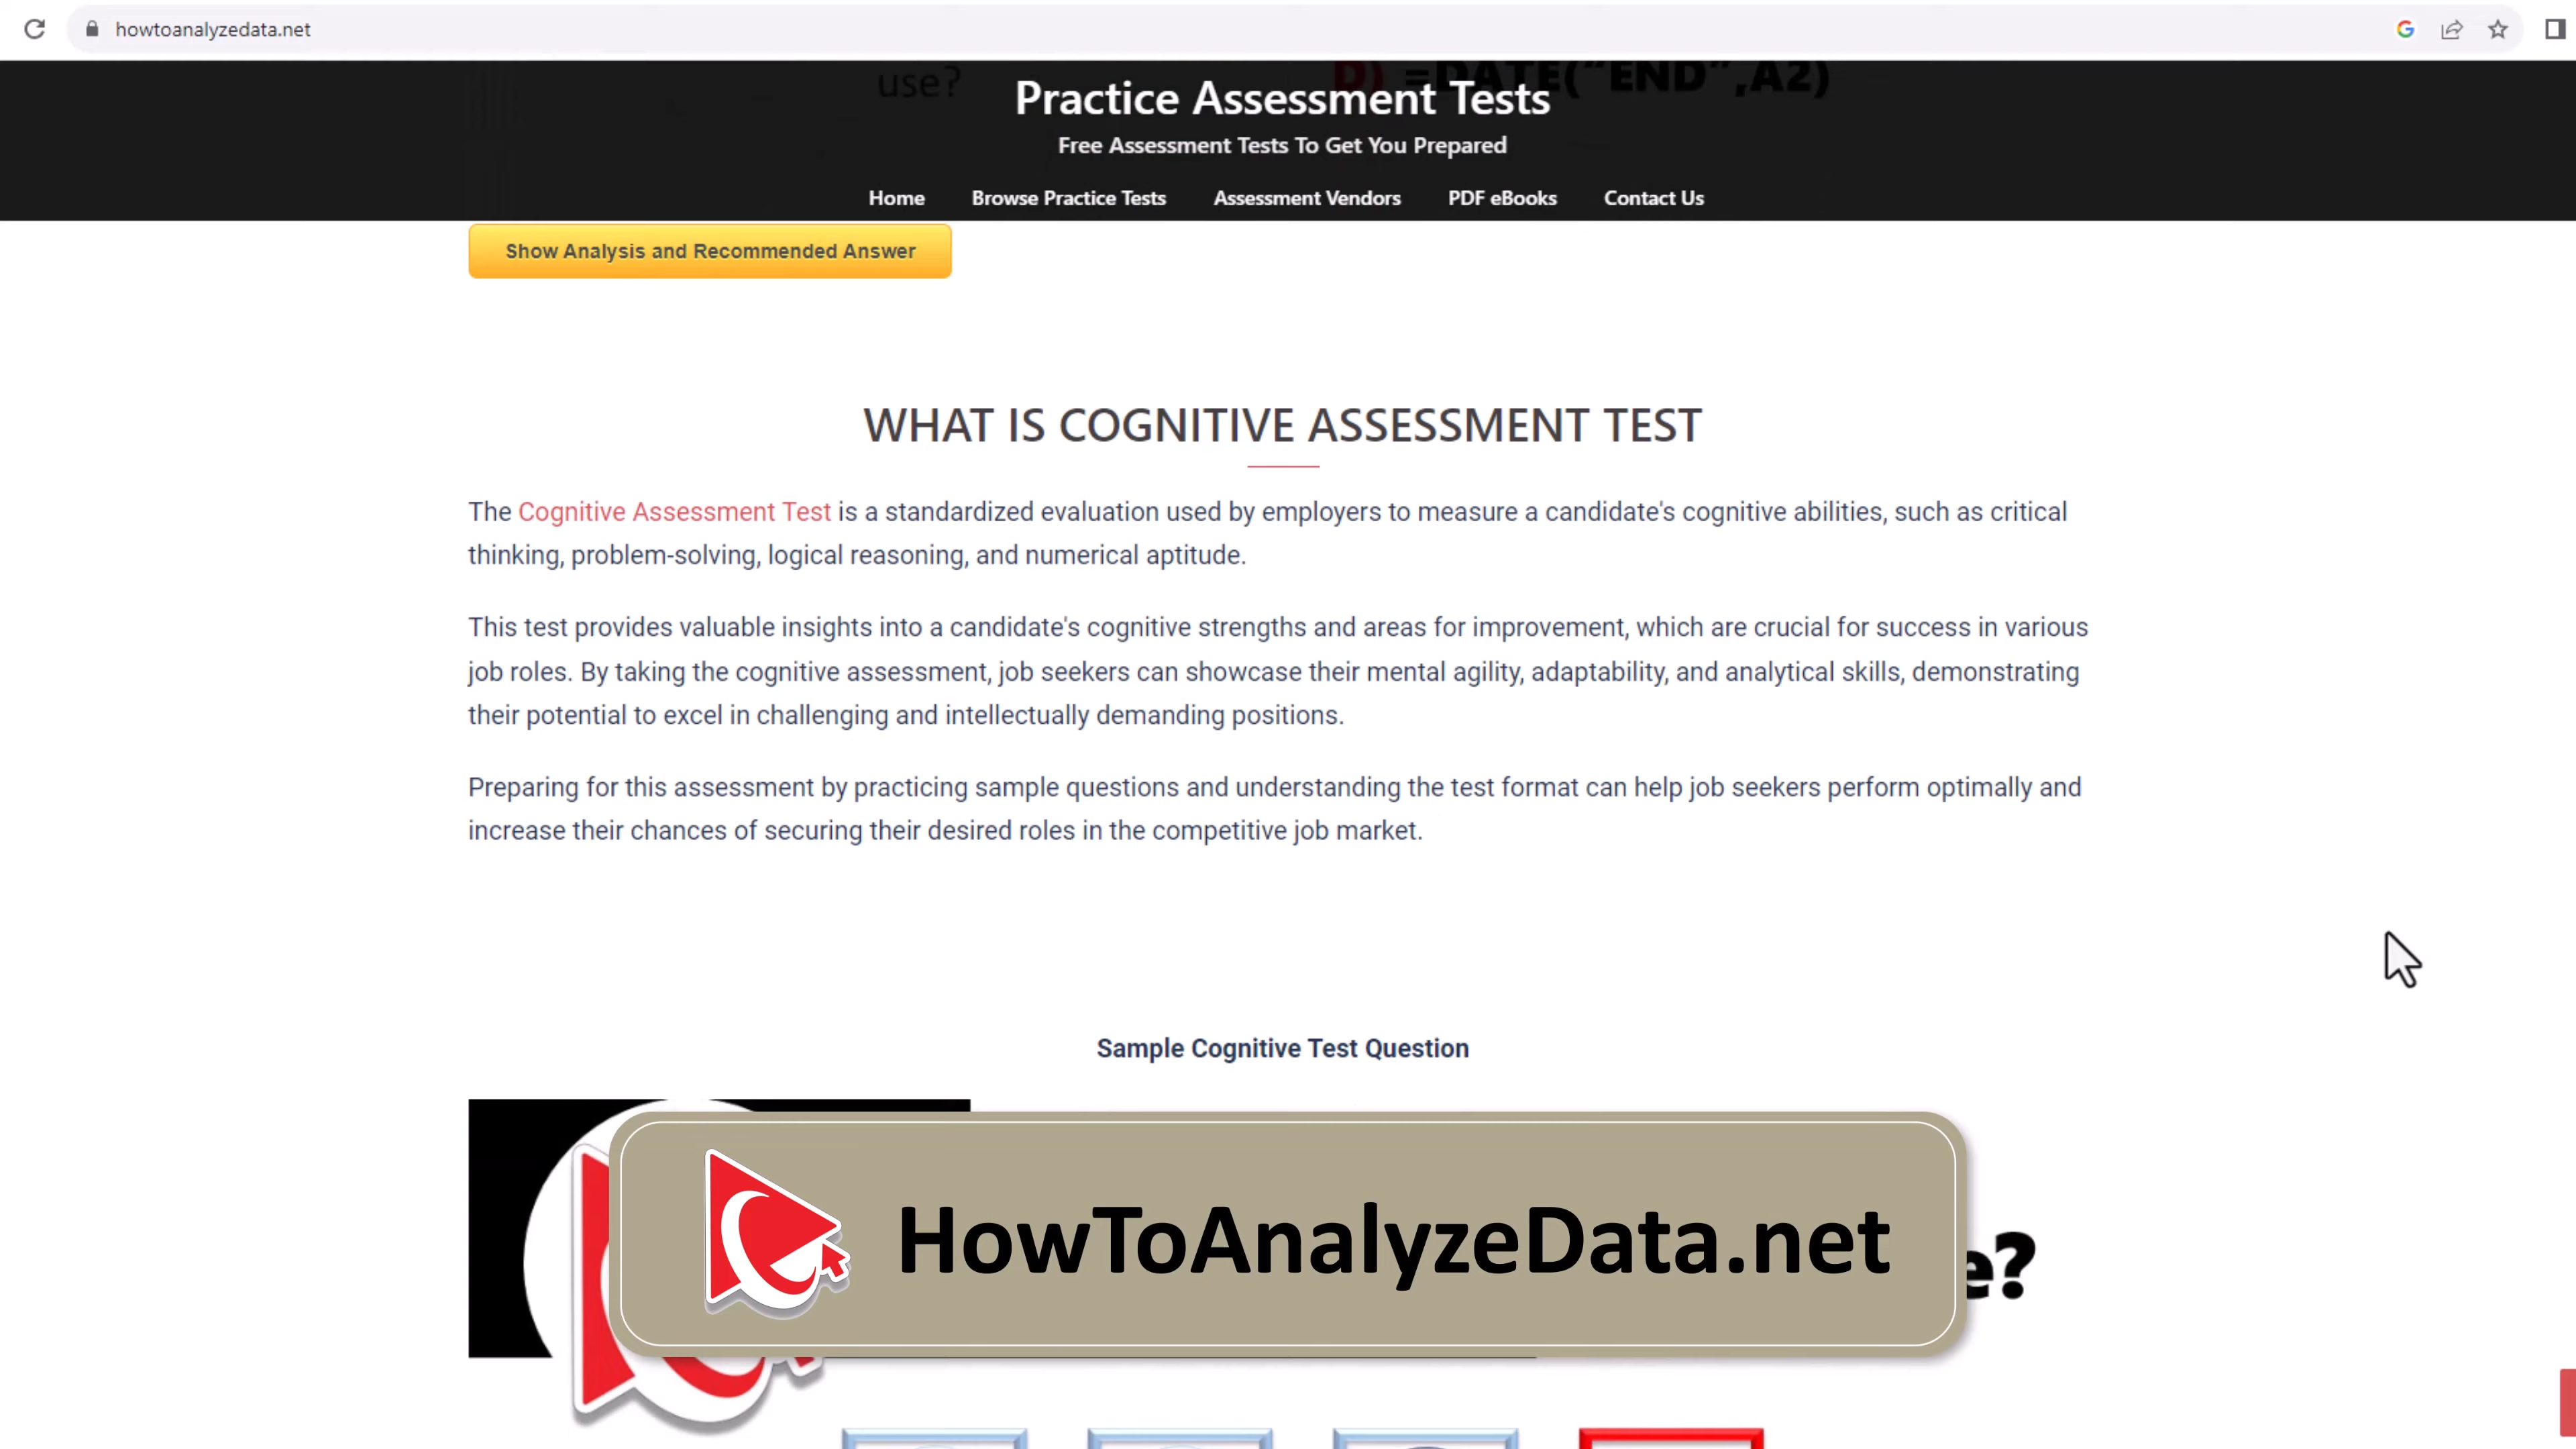 howtoanalyzedata.net
use?
D) =DATE("END",A2)
Practice Assessment Tests
Free Assessment Tests To Get You Prepared
Home Browse Practice Tests Assessment Vendors PDF eBooks Contact Us
Show Analysis and Recommended Answer
WHAT IS COGNITIVE ASSESSMENT TEST
The Cognitive Assessment Test is a standardized evaluation used by employers to measure a candidate's cognitive abilities, such as critical
thinking, problem-solving, logical reasoning, and numerical aptitude.
This test provides valuable insights into a candidate's cognitive strengths and areas for improvement, which are crucial for success in various
job roles. By taking the cognitive assessment, job seekers can showcase their mental agility, adaptability, and analytical skills, demonstrating
their potential to excel in challenging and intellectually demanding positions.
Preparing for this assessment by practicing sample questions and understanding the test format can help job seekers perform optimally and
increase their chances of securing their desired roles in the competitive job market.
Sample Cognitive Test Question
HowToAnalyzeData.net